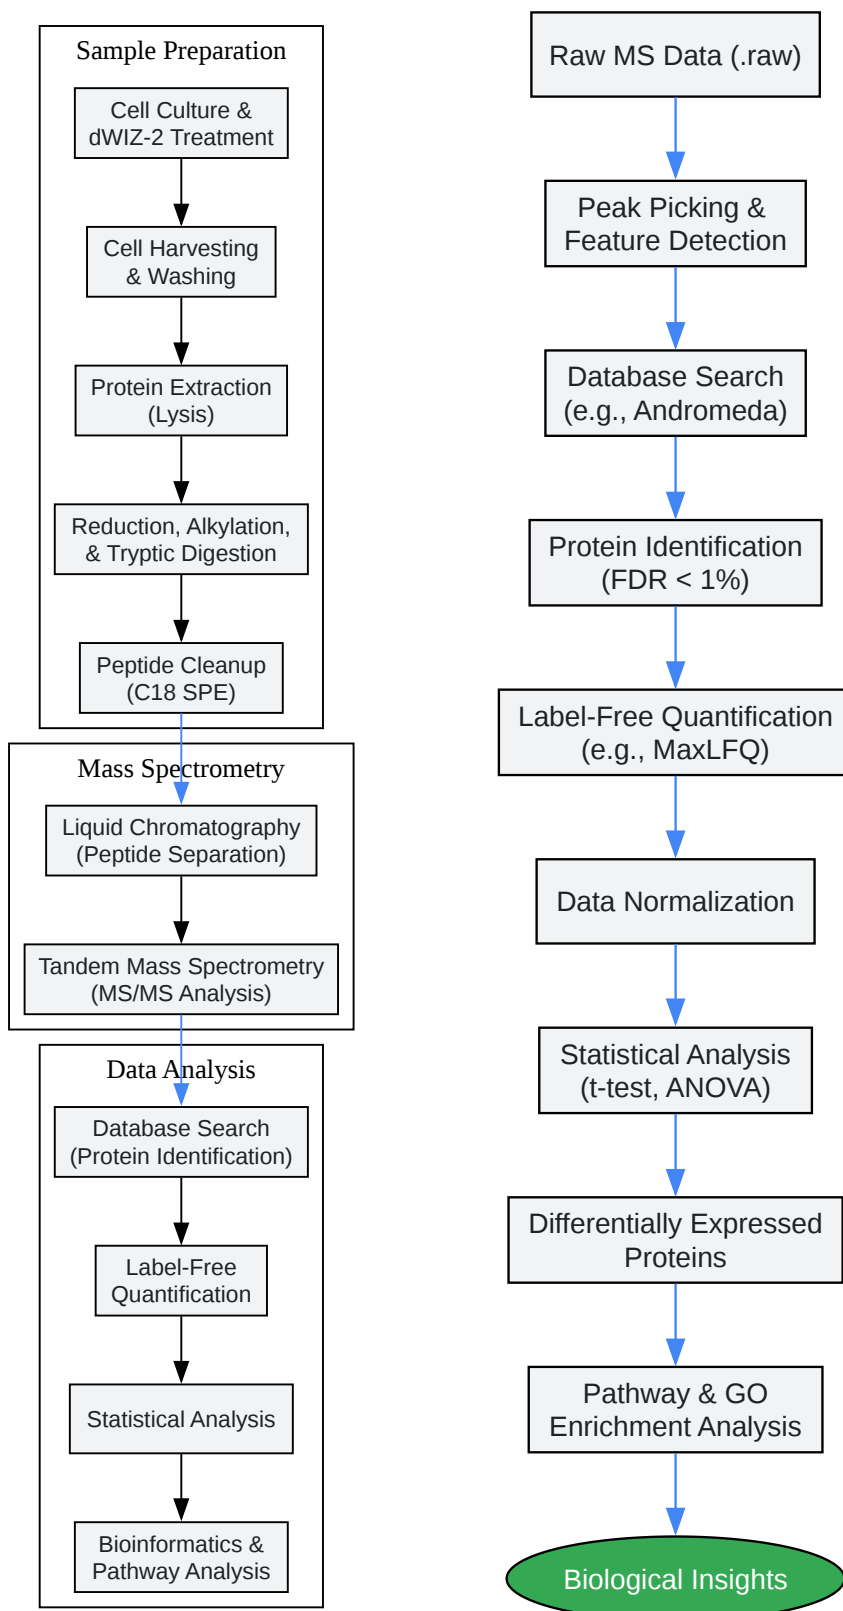 Sample Preparation
Cell Culture &
dWIZ-2 Treatment
Cell Harvesting
& Washing
Protein Extraction
(Lysis)
Reduction, Alkylation,
& Tryptic Digestion
Peptide Cleanup
(C18 SPE)
Mass Spectrometry
Liquid Chromatography
(Peptide Separation)
Tandem Mass Spectrometry
(MS/MS Analysis)
Data Analysis
Database Search
(Protein Identification)
Label-Free
Quantification
Statistical Analysis
Bioinformatics &
Pathway Analysis
Raw MS Data (.raw)
Peak Picking &
Feature Detection
Database Search
(e.g., Andromeda)
Protein Identification
(FDR < 1%)
Label-Free Quantification
(e.g., MaxLFQ)
Data Normalization
Statistical Analysis
(t-test, ANOVA)
Differentially Expressed
Proteins
Pathway & GO
Enrichment Analysis
Biological Insights